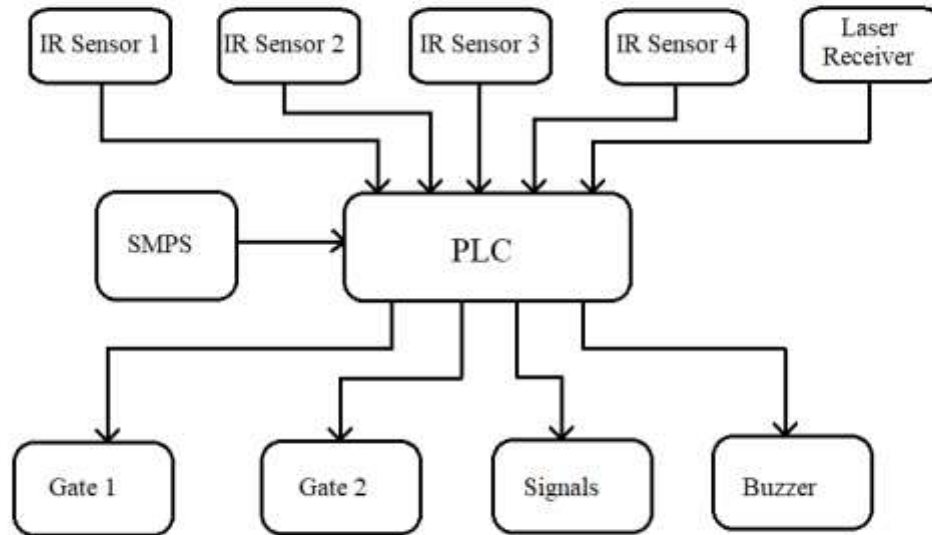 IR Sensor 1
IR Sensor 2
IR Sensor 3
IR Sensor 4
Laser
Receiver
SMPS
PLC
Gate 1
Gate 2
Signals
Buzzer